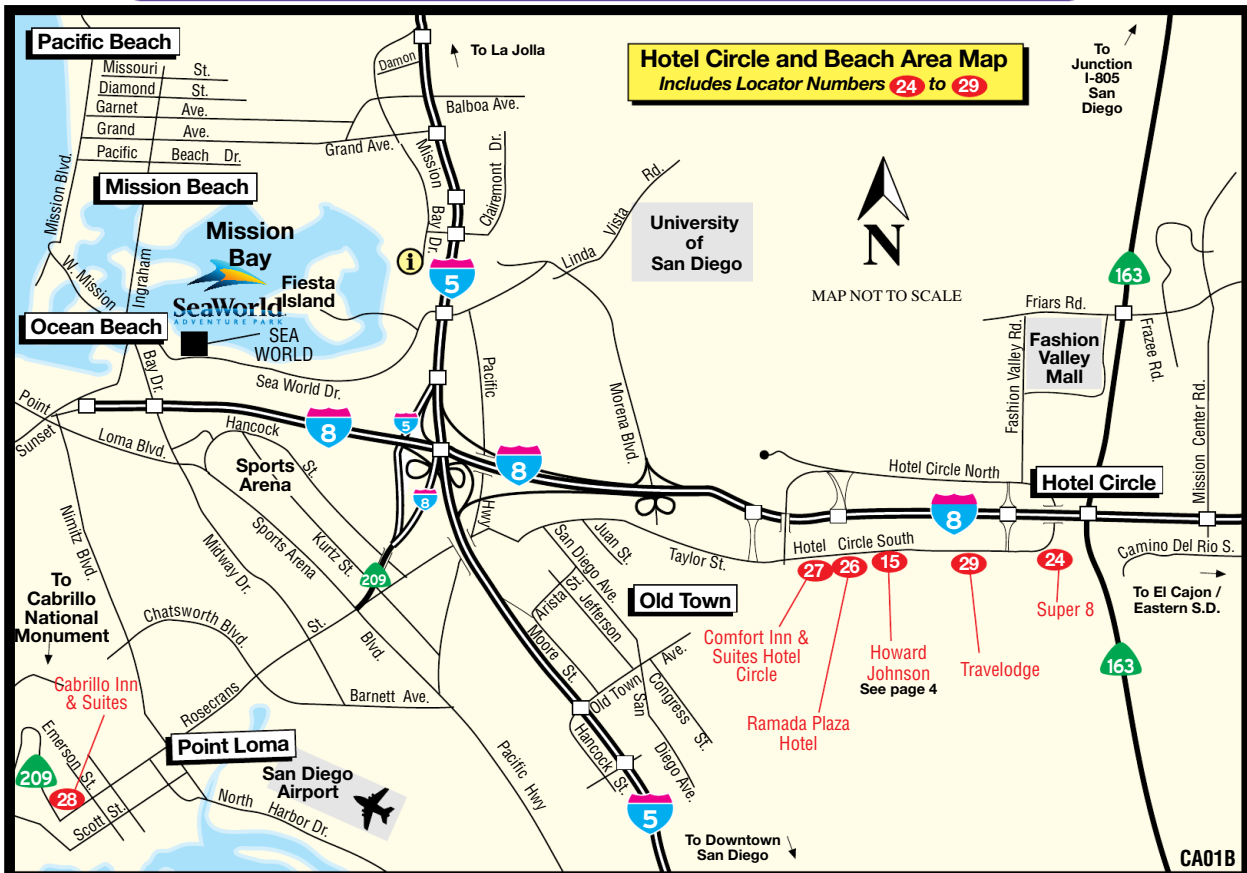 Pacific Beach
Missouri St.
Diamond St.
Garnet Ave.
Grand Ave.
Pacific Beach Dr.
Mission Blvd.
Mission Beach
Damon
To La Jolla
Balboa Ave.
Grand Ave.
Mission Bay Dr.
Clairemont Dr.
Hotel Circle and Beach Area Map
Includes Locator Numbers 24 to 29
To
Junction
I-805
San
Diego
Mission
Bay
SeaWorld
ADVENTURE PARK
Fiesta
Island
Ingraham
W. Mission
Bay Dr.
Ocean Beach
SEA
WORLD
Sea World Dr.
i
5
Linda Vista Rd.
University
of
San Diego
N
MAP NOT TO SCALE
163
Friars Rd.
Fashion
Valley
Mall
Fashion Valley Rd.
Frazee Rd.
Mission Center Rd.
Pacific Hwy
Morena Blvd.
Point
Loma Blvd.
Sunset
8
5
8
8
Hancock St.
Sports
Arena
Kurtz St.
Sports Arena
Blvd.
Midway Dr.
Nimitz Blvd.
209
Hotel Circle North
Hotel Circle
8
Hotel Circle South
Camino Del Rio S.
To El Cajon /
Eastern S.D.
Taylor St.
Juan St.
San Diego Ave.
Arista St.
Jefferson
Old Town
27
26
15
29
24
Comfort Inn &
Suites Hotel
Circle
Ramada Plaza
Hotel
Howard
Johnson
See page 4
Travelodge
Super 8
163
To
Cabrillo
National
Monument
Chatsworth Blvd.
Rosecrans St.
Barnett Ave.
Moore St.
Old Town Ave.
Congress St.
San Diego Ave.
Hancock St.
Pacific Hwy
Cabrillo Inn
& Suites
Emerson St.
209
28
Scott St.
Point Loma
San Diego
Airport
North Harbor Dr.
5
To Downtown
San Diego
CA01B